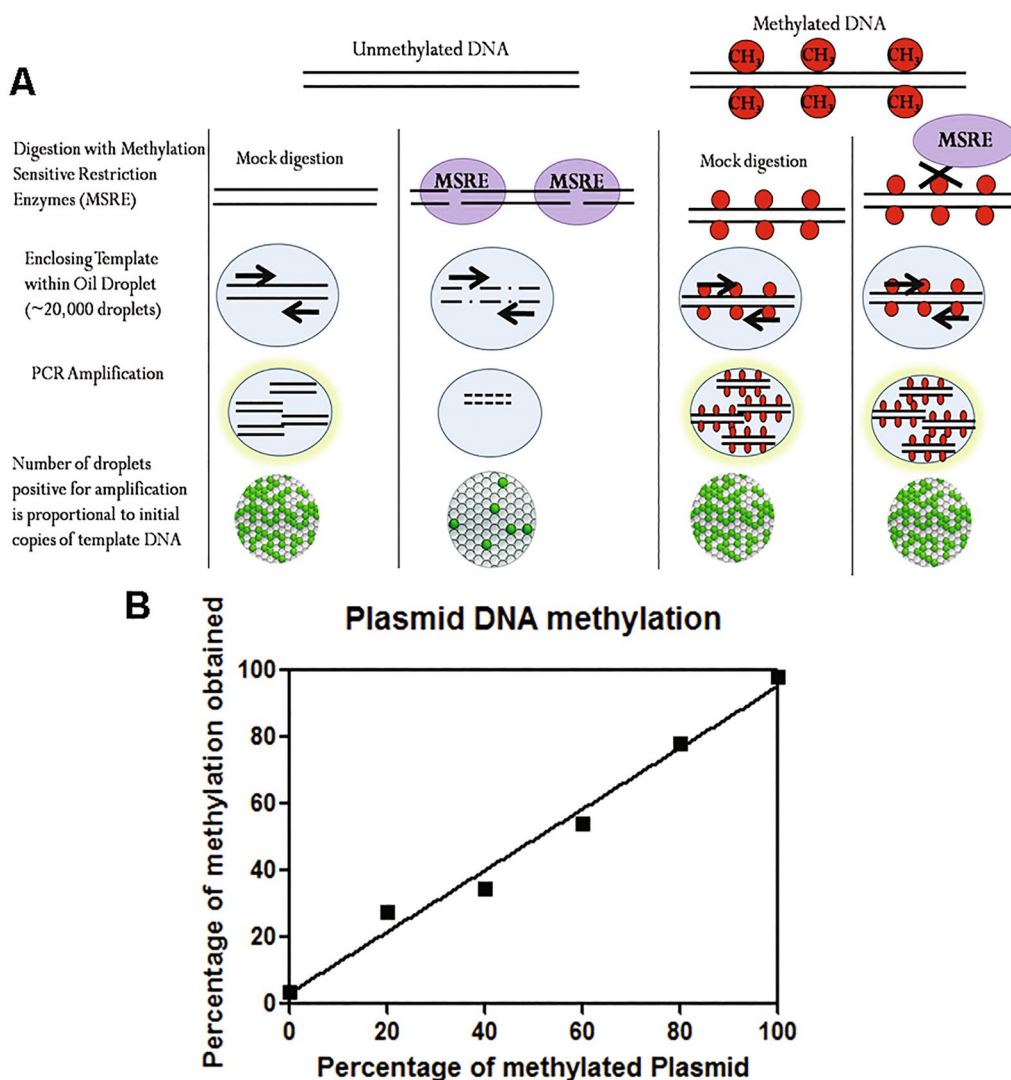 A
Unmethylated DNA
Methylated DNA
CH₃ CH₃ CH₃
CH₃ CH₃ CH₃
Digestion with Methylation
Sensitive Restriction
Enzymes (MSRE)
Mock digestion
MSRE MSRE
Mock digestion
MSRE
Enclosing Template
within Oil Droplet
(~20,000 droplets)
PCR Amplification
Number of droplets
positive for amplification
is proportional to initial
copies of template DNA
B
Plasmid DNA methylation
Percentage of methylation obtained
100
80
60
40
20
0
0 20 40 60 80 100
Percentage of methylated Plasmid